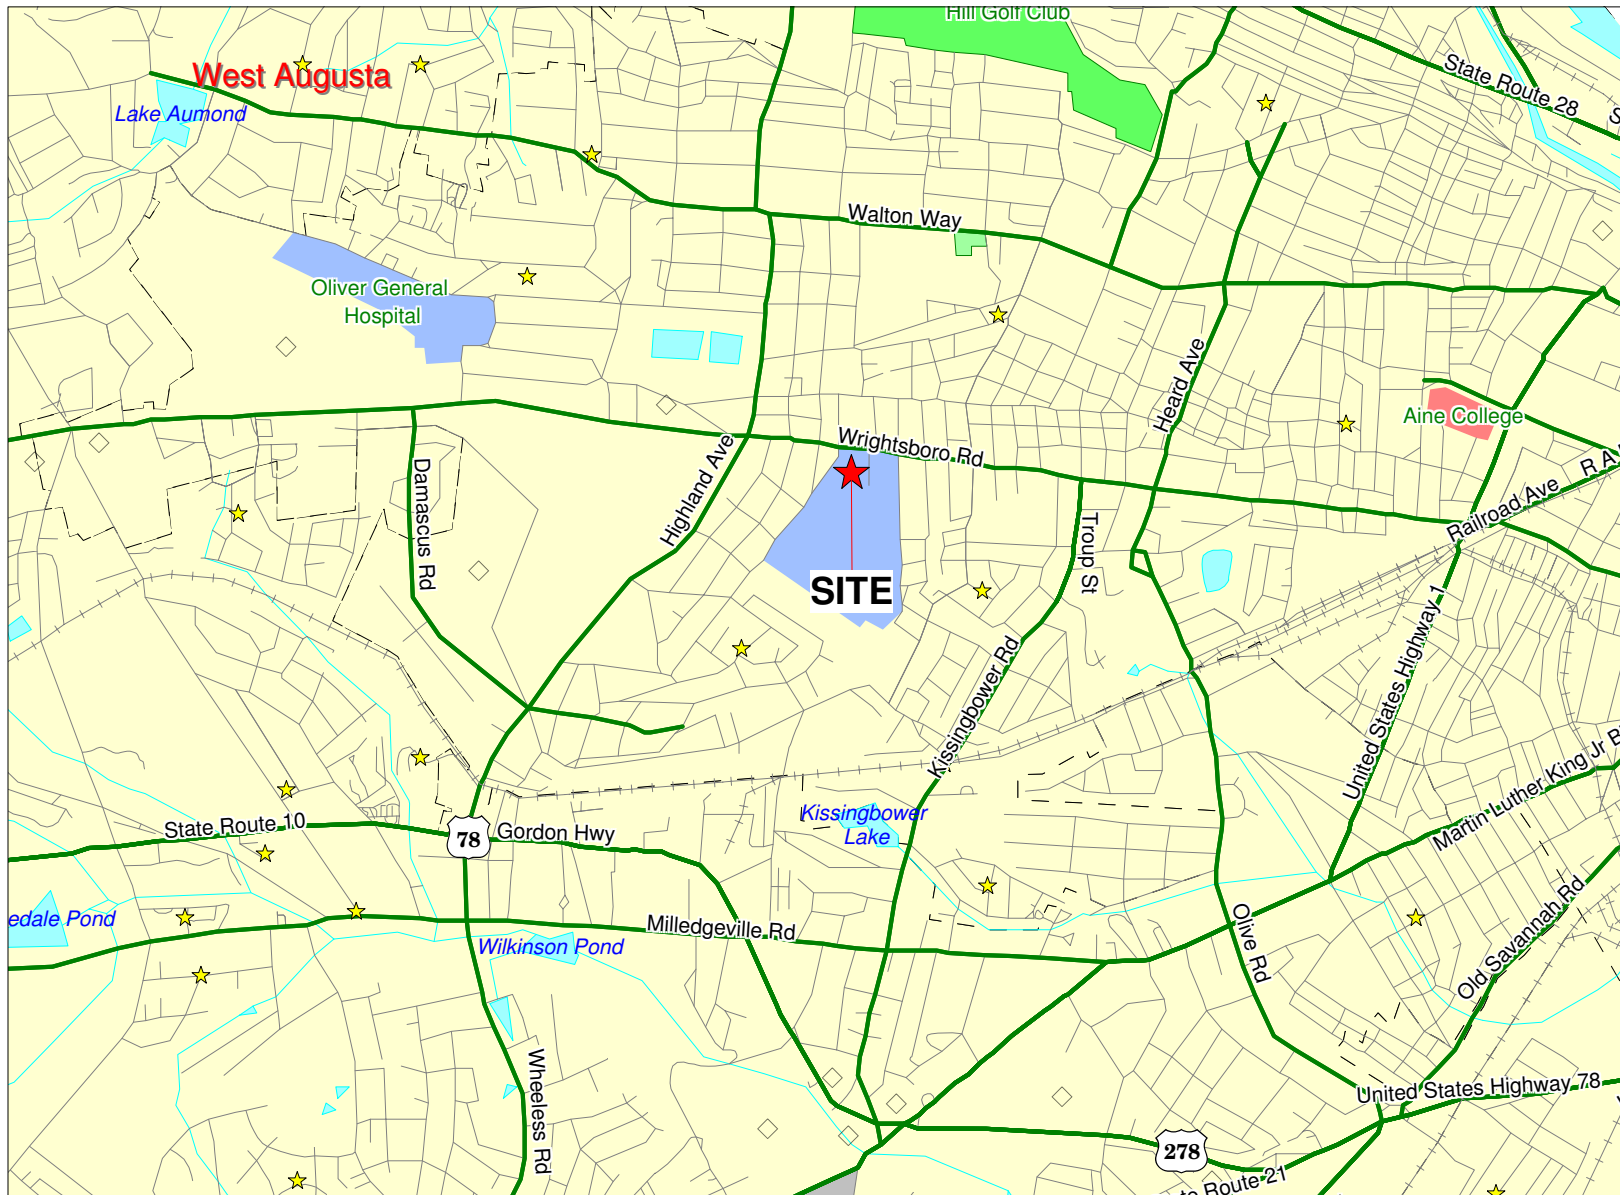 Hill Golf Club
State Route 28
West Augusta
Lake Aumond
Walton Way
Oliver General
Hospital
Heard Ave
Aine College
Wrightsboro Rd
Highland Ave
Damascus Rd
R A
Railroad Ave
Troup St
SITE
United States Highway 1
Kissingbower Rd
Martin Luther King Jr B
Kissingbower
Lake
State Route 10
78
Gordon Hwy
edale Pond
Milledgeville Rd
Wilkinson Pond
Olive Rd
Old Savannah Rd
Wheeless Rd
United States Highway 78
278
te Route 21